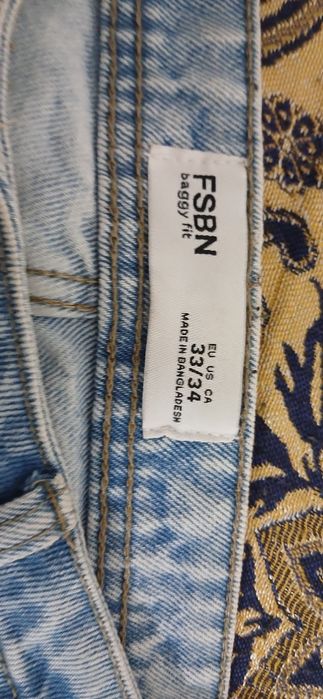 FSBN
baggy fit
EU US CA
33/34
MADE IN BANGLADESH